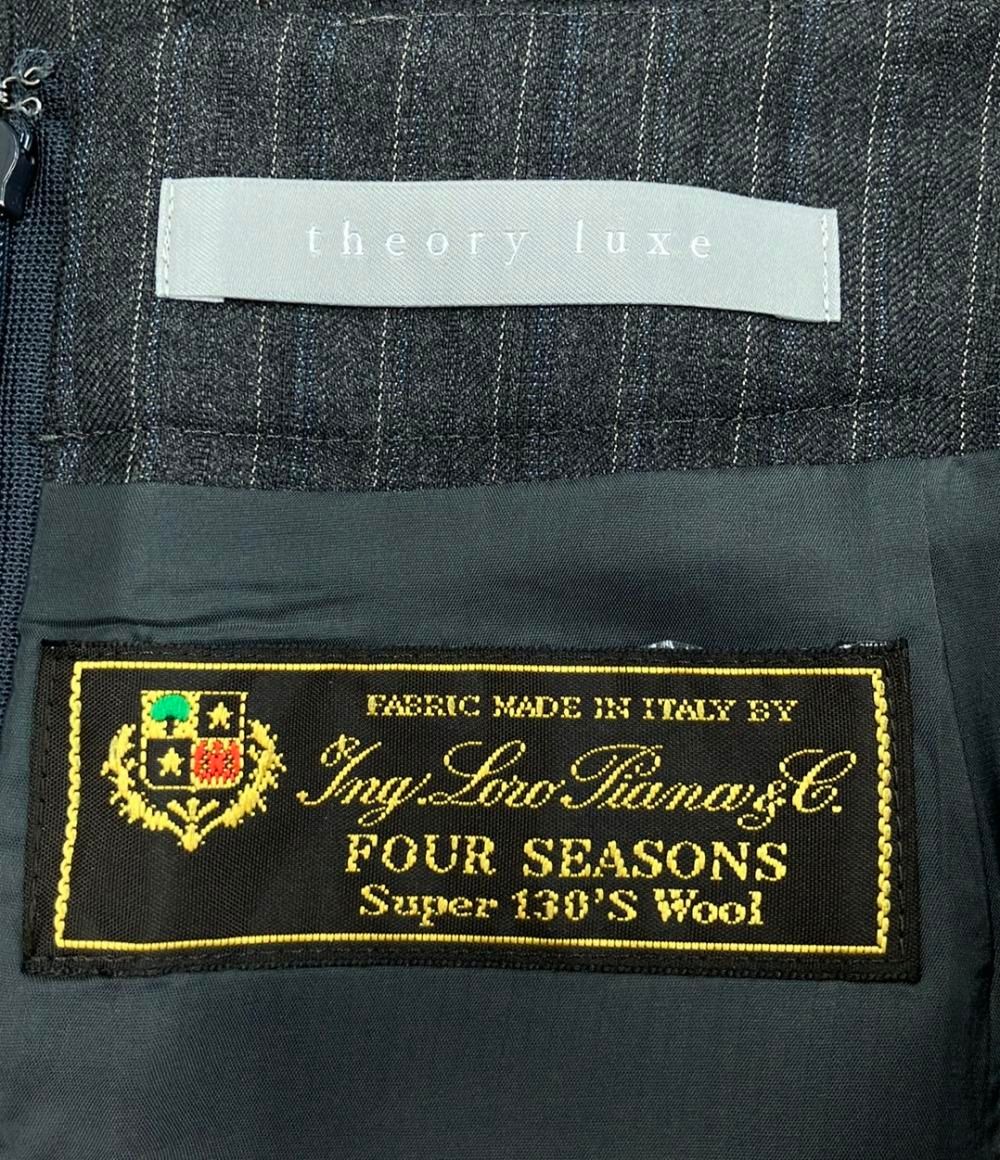 theory luxe
FABRIC MADE IN ITALY BY
Ing. Loro Piana & C.
FOUR SEASONS
Super 130'S Wool